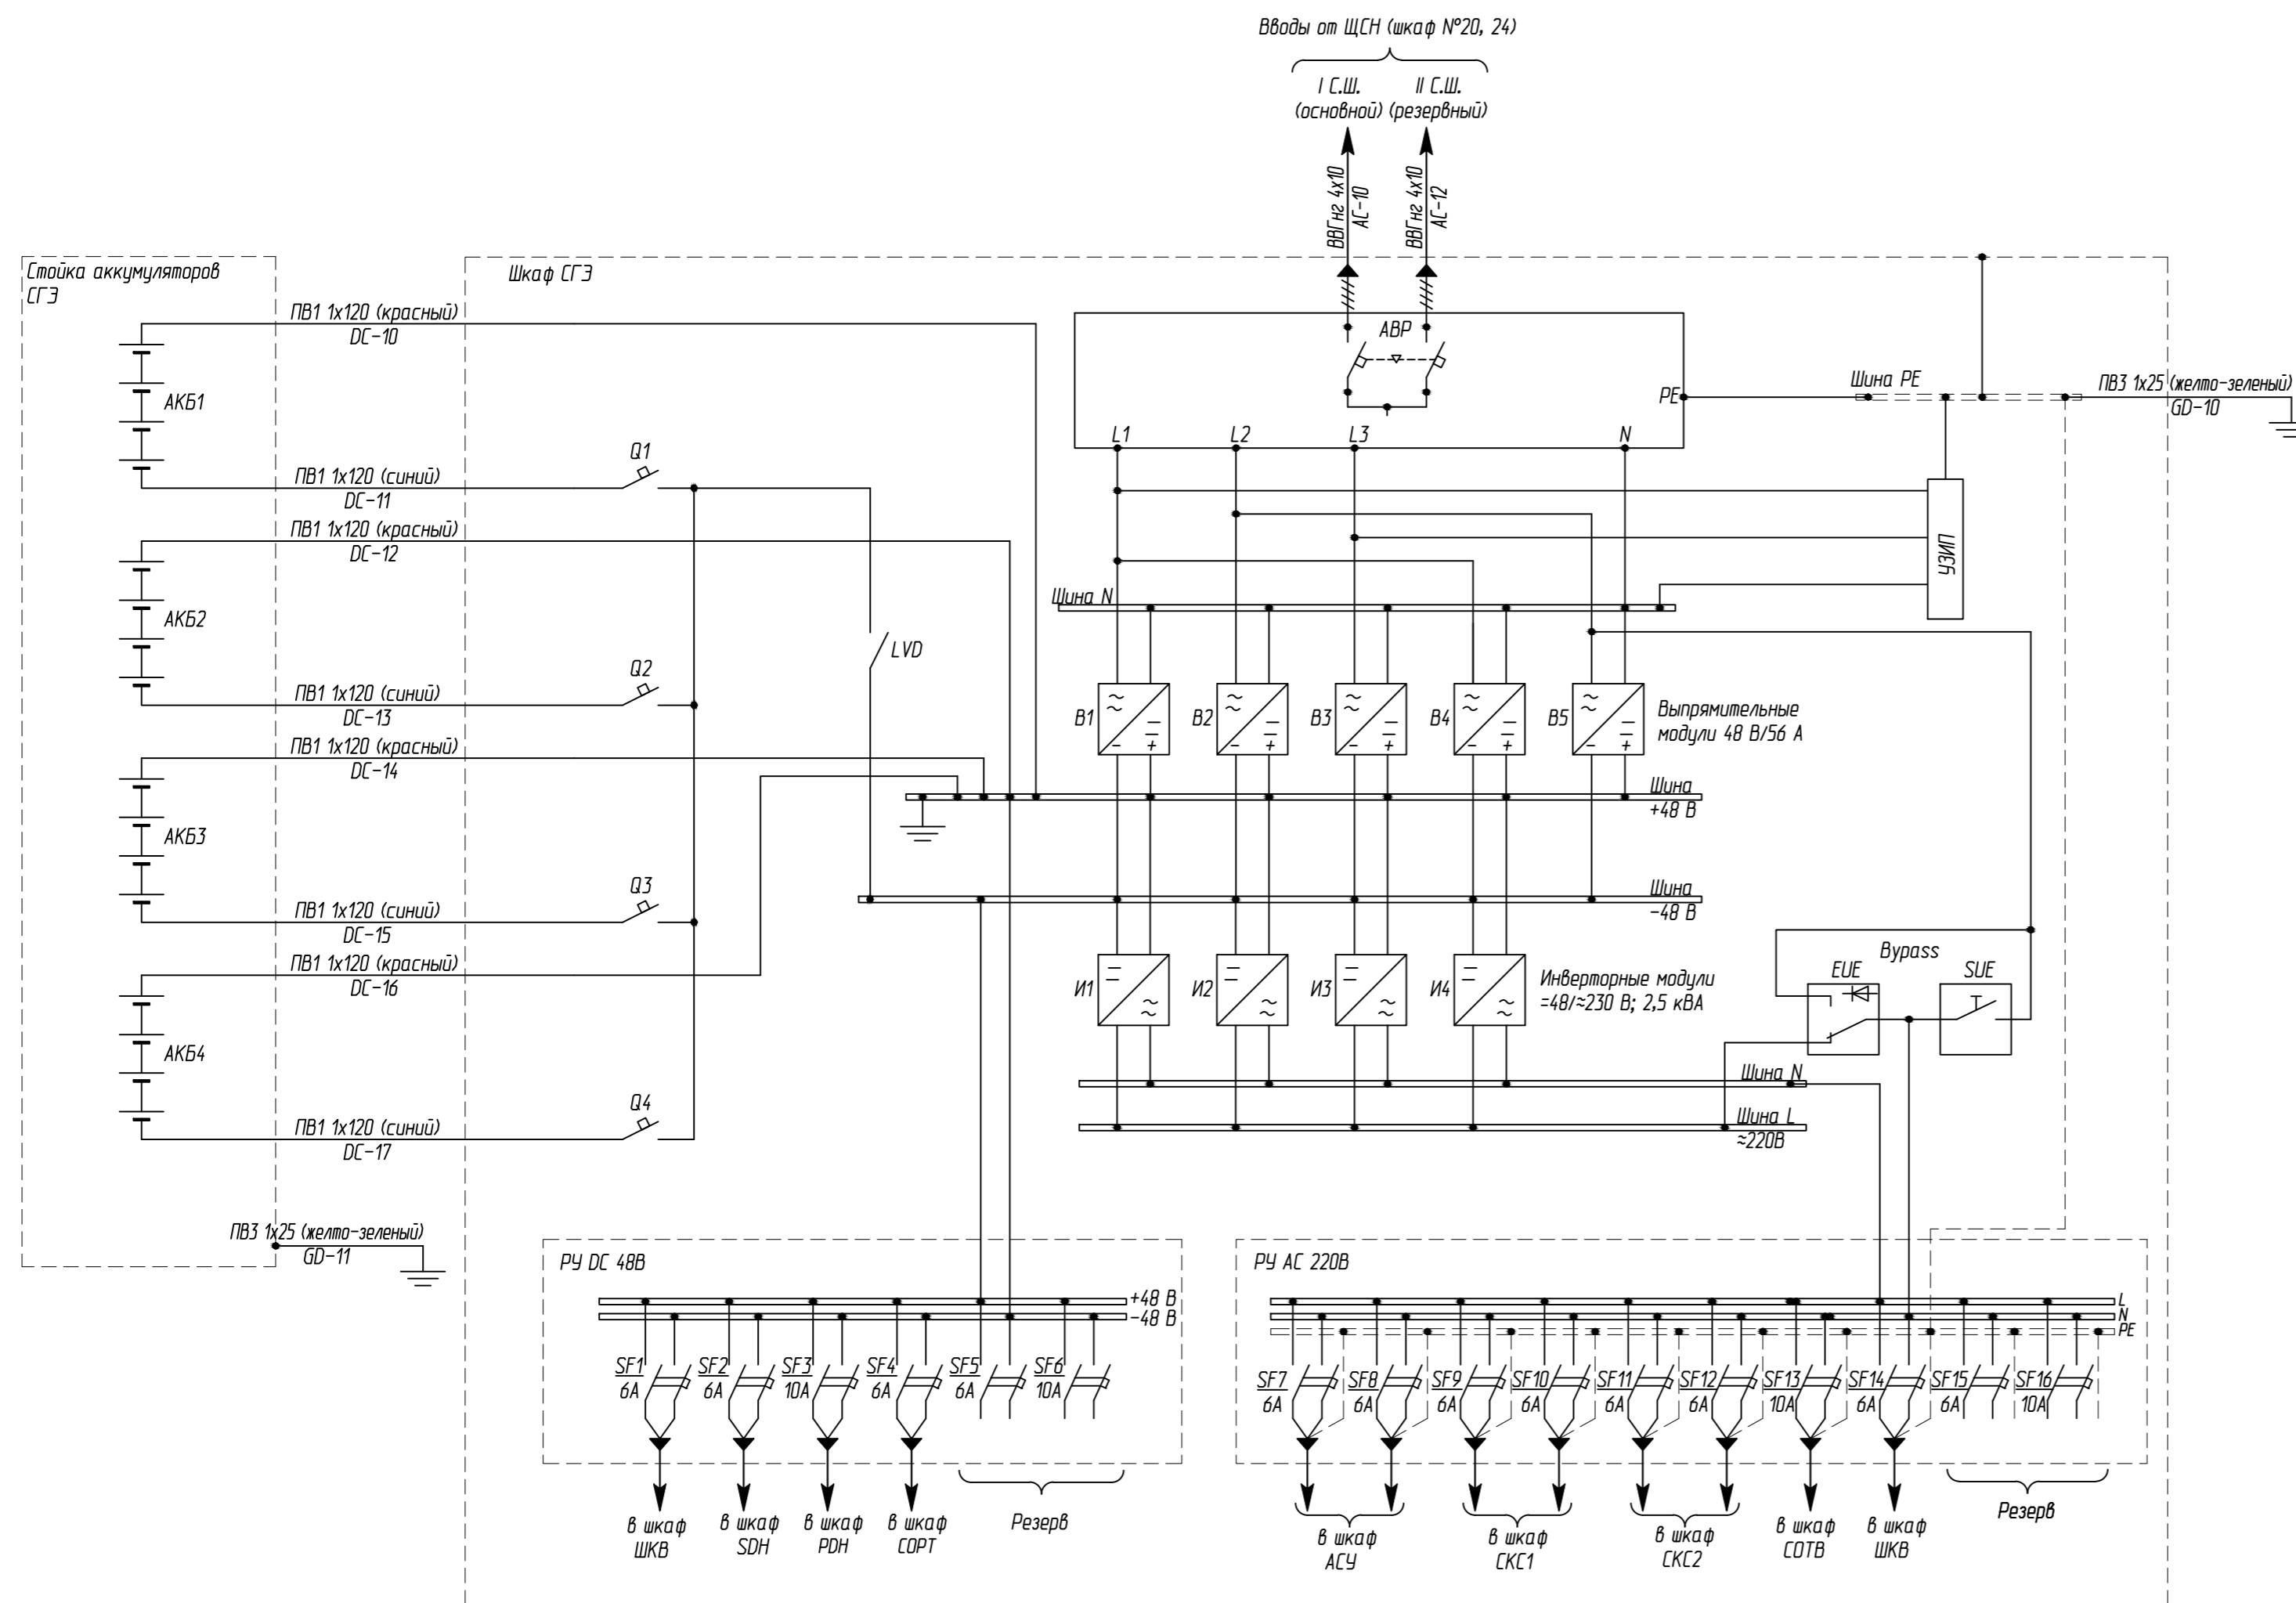 Вводы от ЩСН (шкаф №20, 24)
I С.Ш.
(основной)
II С.Ш.
(резервный)
ВВГнг 4х10
АС-10
ВВГнг 4х10
АС-12
Стойка аккумуляторов
СГЭ
Шкаф СГЭ
ПВ1 1х120 (красный)
DC-10
АКБ1
ПВ1 1х120 (синий)
DC-11
Q1
ПВ1 1х120 (красный)
DC-12
АКБ2
ПВ1 1х120 (синий)
DC-13
Q2
ПВ1 1х120 (красный)
DC-14
АКБ3
ПВ1 1х120 (синий)
DC-15
Q3
ПВ1 1х120 (красный)
DC-16
АКБ4
ПВ1 1х120 (синий)
DC-17
Q4
ПВ3 1х25 (желто-зеленый)
GD-11
LVD
АВР
PE
L1
L2
L3
N
Шина PE
ПВ3 1х25 (желто-зеленый)
GD-10
УЗИП
Шина N
В1
В2
В3
В4
В5
Выпрямительные
модули 48 В/56 А
Шина
+48 В
Шина
-48 В
И1
И2
И3
И4
Инверторные модули
=48/≈230 В; 2,5 кВА
Bypass
EUE
SUE
Шина N
Шина L
≈220В
РУ DC 48В
+48 В
-48 В
SF1
6А
SF2
6А
SF3
10А
SF4
6А
SF5
6А
SF6
10А
в шкаф
ШКВ
в шкаф
SDH
в шкаф
PDH
в шкаф
СОРТ
Резерв
РУ АС 220В
L
N
PE
SF7
6А
SF8
6А
SF9
6А
SF10
6А
SF11
6А
SF12
6А
SF13
10А
SF14
6А
SF15
6А
SF16
10А
в шкаф
АСУ
в шкаф
СКС1
в шкаф
СКС2
в шкаф
СОТВ
в шкаф
ШКВ
Резерв